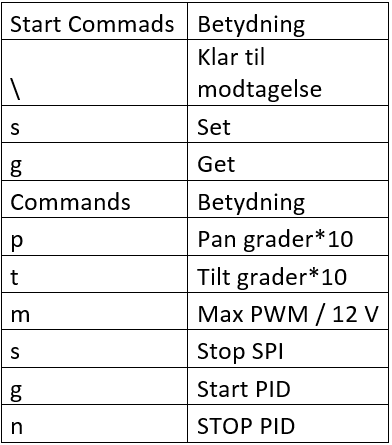 Start Commads Betydning
Klar til
\ modtagelse
s Set
g Get
Commands Betydning
p Pan grader*10
t Tilt grader*10
m Max PWM / 12 V
s Stop SPI
g Start PID
n STOP PID